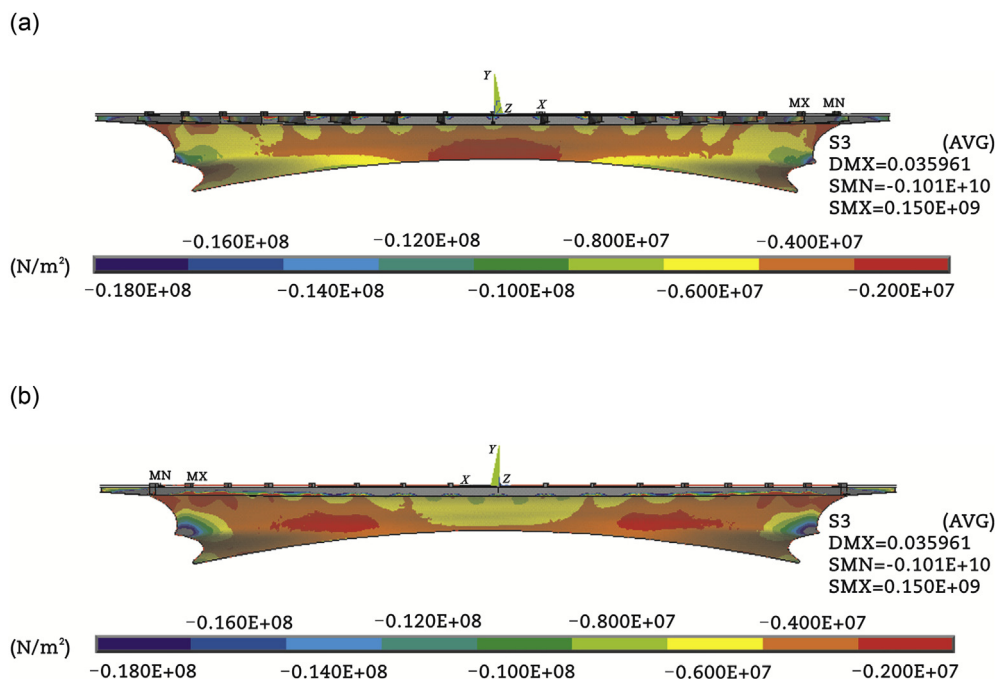 (a)
Y
Z X MX MN
S3 (AVG)
DMX=0.035961
SMN=-0.101E+10
SMX=0.150E+09
−0.160E+08 −0.120E+08 −0.800E+07 −0.400E+07
(N/m²)
−0.180E+08 −0.140E+08 −0.100E+08 −0.600E+07 −0.200E+07
(b)
Y
MN MX X Z
S3 (AVG)
DMX=0.035961
SMN=-0.101E+10
SMX=0.150E+09
−0.160E+08 −0.120E+08 −0.800E+07 −0.400E+07
(N/m²)
−0.180E+08 −0.140E+08 −0.100E+08 −0.600E+07 −0.200E+07